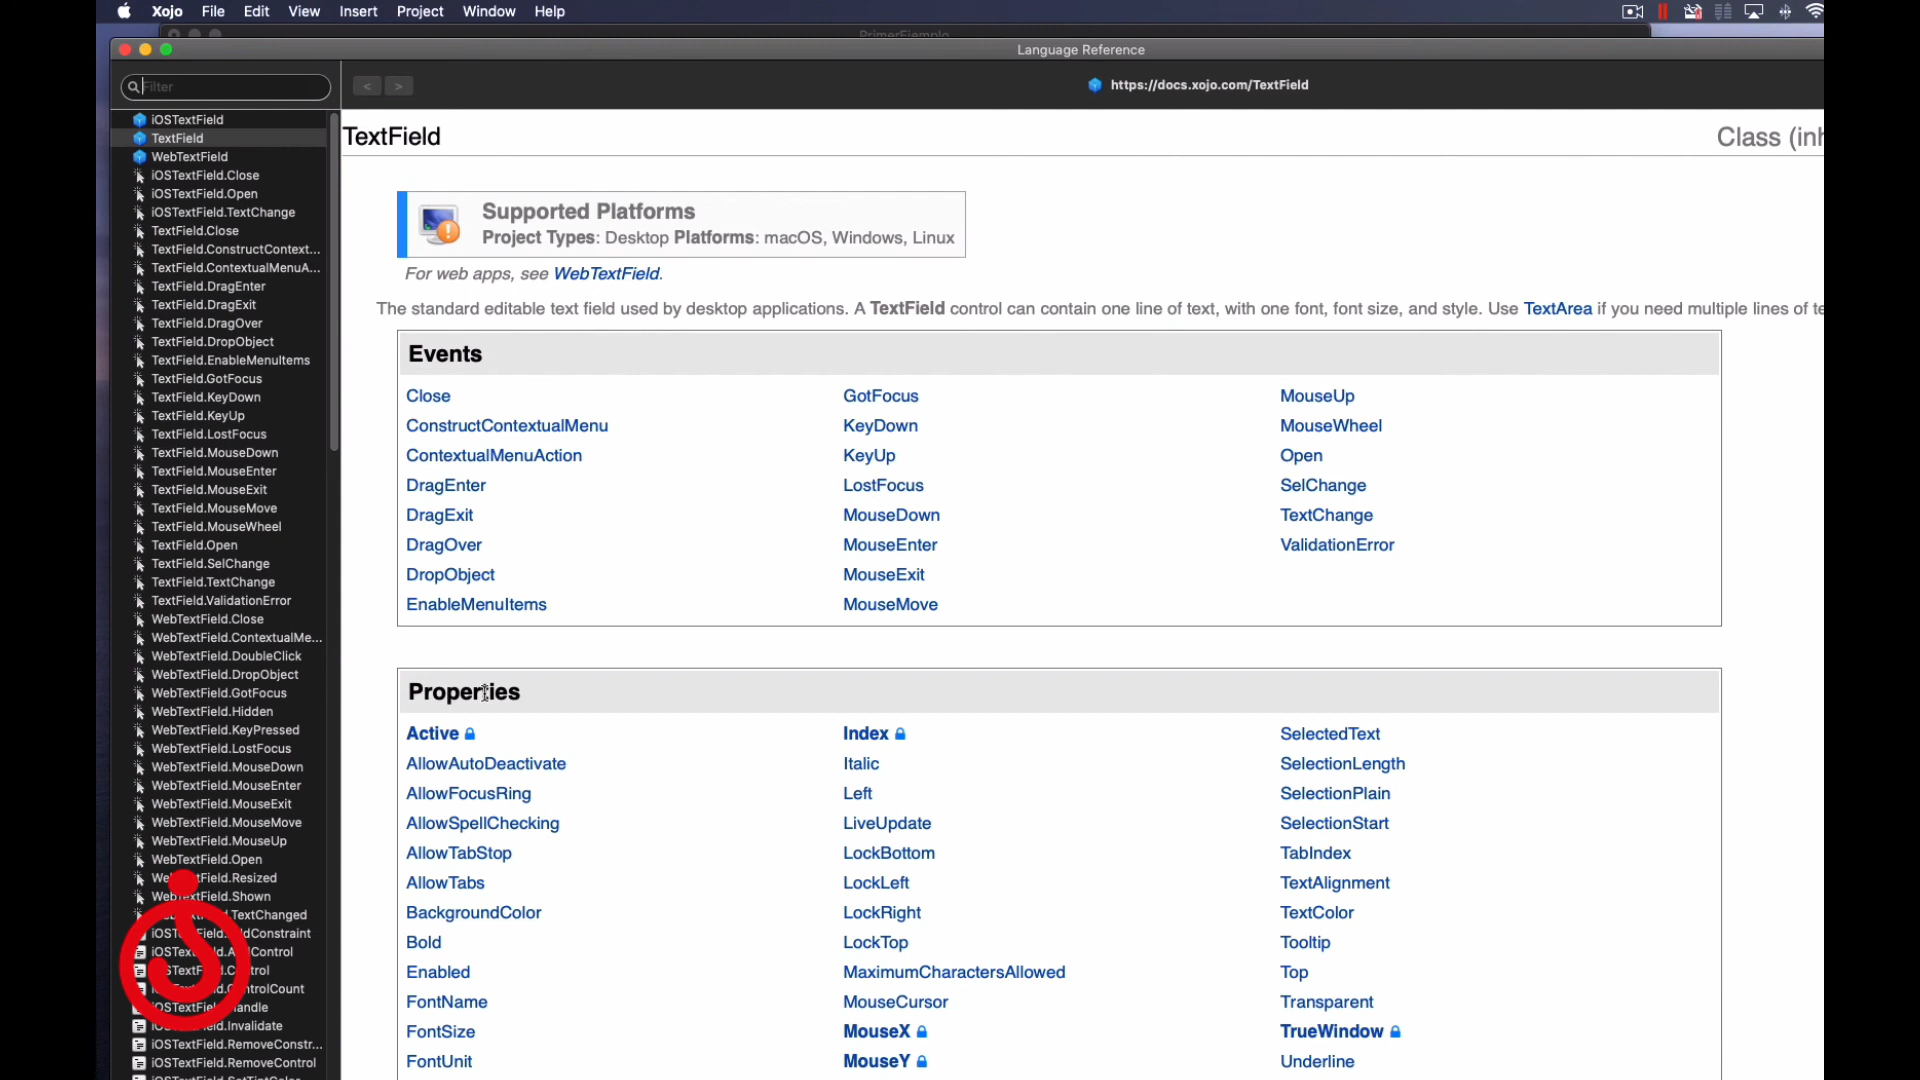 Xojo File Edit View Insert Project Window Help
PrimerEjemplo
Language Reference
Filter
< >
https://docs.xojo.com/TextField
iOSTextField
TextField
WebTextField
iOSTextField.Close
iOSTextField.Open
iOSTextField.TextChange
TextField.Close
TextField.ConstructContext...
TextField.ContextualMenuA...
TextField.DragEnter
TextField.DragExit
TextField.DragOver
TextField.DropObject
TextField.EnableMenuItems
TextField.GotFocus
TextField.KeyDown
TextField.KeyUp
TextField.LostFocus
TextField.MouseDown
TextField.MouseEnter
TextField.MouseExit
TextField.MouseMove
TextField.MouseWheel
TextField.Open
TextField.SelChange
TextField.TextChange
TextField.ValidationError
WebTextField.Close
WebTextField.ContextualMe...
WebTextField.DoubleClick
WebTextField.DropObject
WebTextField.GotFocus
WebTextField.Hidden
WebTextField.KeyPressed
WebTextField.LostFocus
WebTextField.MouseDown
WebTextField.MouseEnter
WebTextField.MouseExit
WebTextField.MouseMove
WebTextField.MouseUp
WebTextField.Open
WebTextField.Resized
WebTextField.Shown
TextField
Class (inh
Supported Platforms
Project Types: Desktop Platforms: macOS, Windows, Linux
For web apps, see WebTextField.
The standard editable text field used by desktop applications. A TextField control can contain one line of text, with one font, font size, and style. Use TextArea if you need multiple lines of te
Events
Close GotFocus MouseUp
ConstructContextualMenu KeyDown MouseWheel
ContextualMenuAction KeyUp Open
DragEnter LostFocus SelChange
DragExit MouseDown TextChange
DragOver MouseEnter ValidationError
DropObject MouseExit
EnableMenuItems MouseMove
Properties
Active Index SelectedText
AllowAutoDeactivate Italic SelectionLength
AllowFocusRing Left SelectionPlain
AllowSpellChecking LiveUpdate SelectionStart
AllowTabStop LockBottom TabIndex
AllowTabs LockLeft TextAlignment
BackgroundColor LockRight TextColor
Bold LockTop Tooltip
Enabled MaximumCharactersAllowed Top
FontName MouseCursor Transparent
FontSize MouseX TrueWindow
FontUnit MouseY Underline
iOSTextField.RemoveConstr...
iOSTextField.RemoveControl